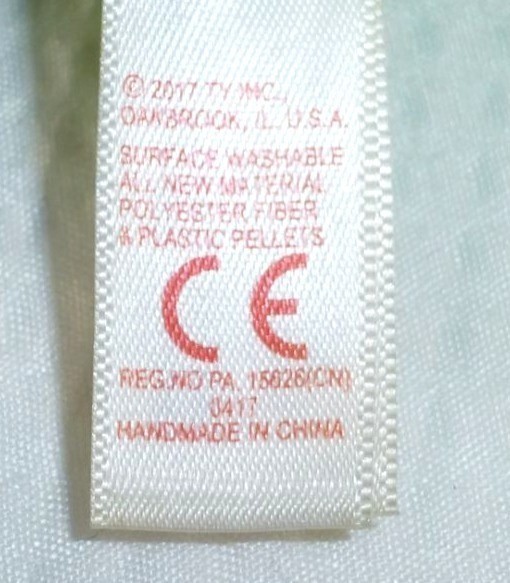 © 2017 TY INC.,
OAKBROOK, IL. U.S.A.
SURFACE WASHABLE
ALL NEW MATERIAL
POLYESTER FIBER
& PLASTIC PELLETS
CE
REG.NO PA. 15626(CN)
0417
HANDMADE IN CHINA